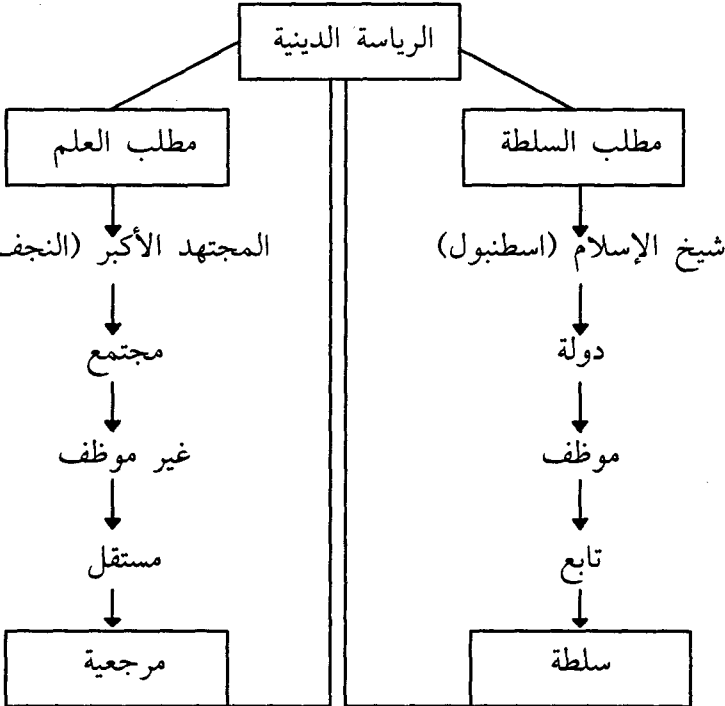 الرياسة الدينية
مطلب السلطة
مطلب العلم
شيخ الإسلام (اسطنبول)
المجتهد الأكبر (النجف
دولة
مجتمع
موظف
غير موظف
تابع
مستقل
سلطة
مرجعية